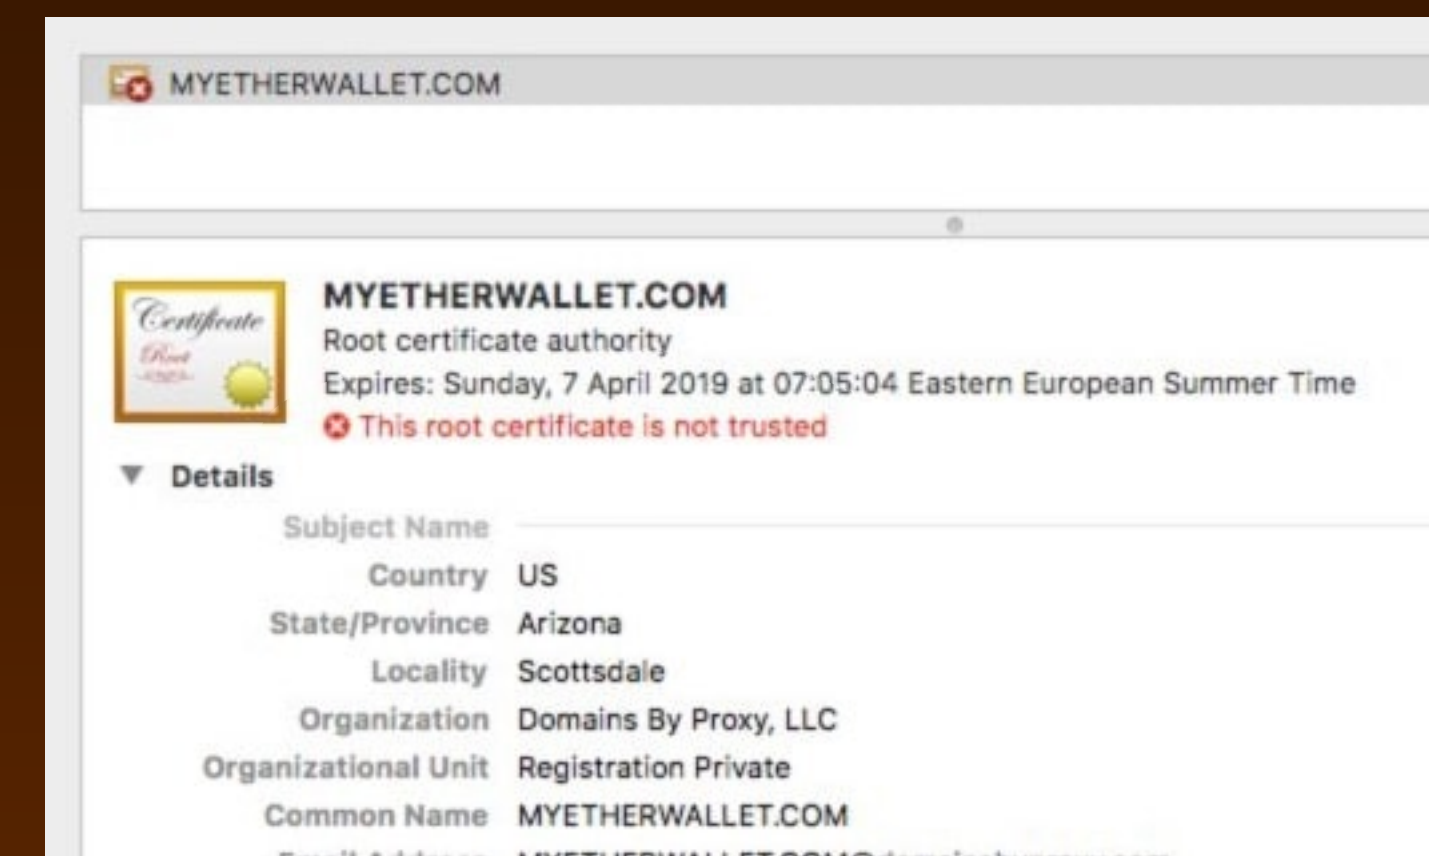 MYETHERWALLET.COM
Certificate
Root
MYETHERWALLET.COM
Root certificate authority
Expires: Sunday, 7 April 2019 at 07:05:04 Eastern European Summer Time
This root certificate is not trusted
Details
Subject Name
Country US
State/Province Arizona
Locality Scottsdale
Organization Domains By Proxy, LLC
Organizational Unit Registration Private
Common Name MYETHERWALLET.COM